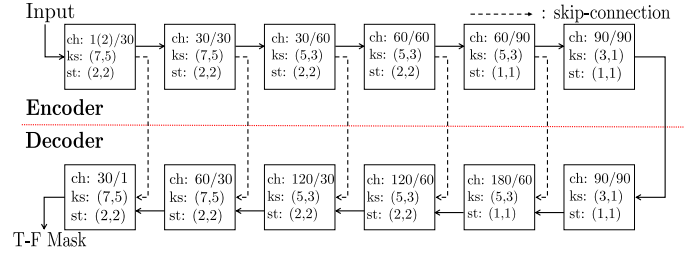 Input
: skip-connection
ch: 1(2)/30
ks: (7,5)
st: (2,2)
ch: 30/30
ks: (7,5)
st: (2,2)
ch: 30/60
ks: (5,3)
st: (2,2)
ch: 60/60
ks: (5,3)
st: (2,2)
ch: 60/90
ks: (5,3)
st: (1,1)
ch: 90/90
ks: (3,1)
st: (1,1)
Encoder
Decoder
ch: 30/1
ks: (7,5)
st: (2,2)
ch: 60/30
ks: (7,5)
st: (2,2)
ch: 120/30
ks: (5,3)
st: (2,2)
ch: 120/60
ks: (5,3)
st: (2,2)
ch: 180/60
ks: (5,3)
st: (1,1)
ch: 90/90
ks: (3,1)
st: (1,1)
T-F Mask